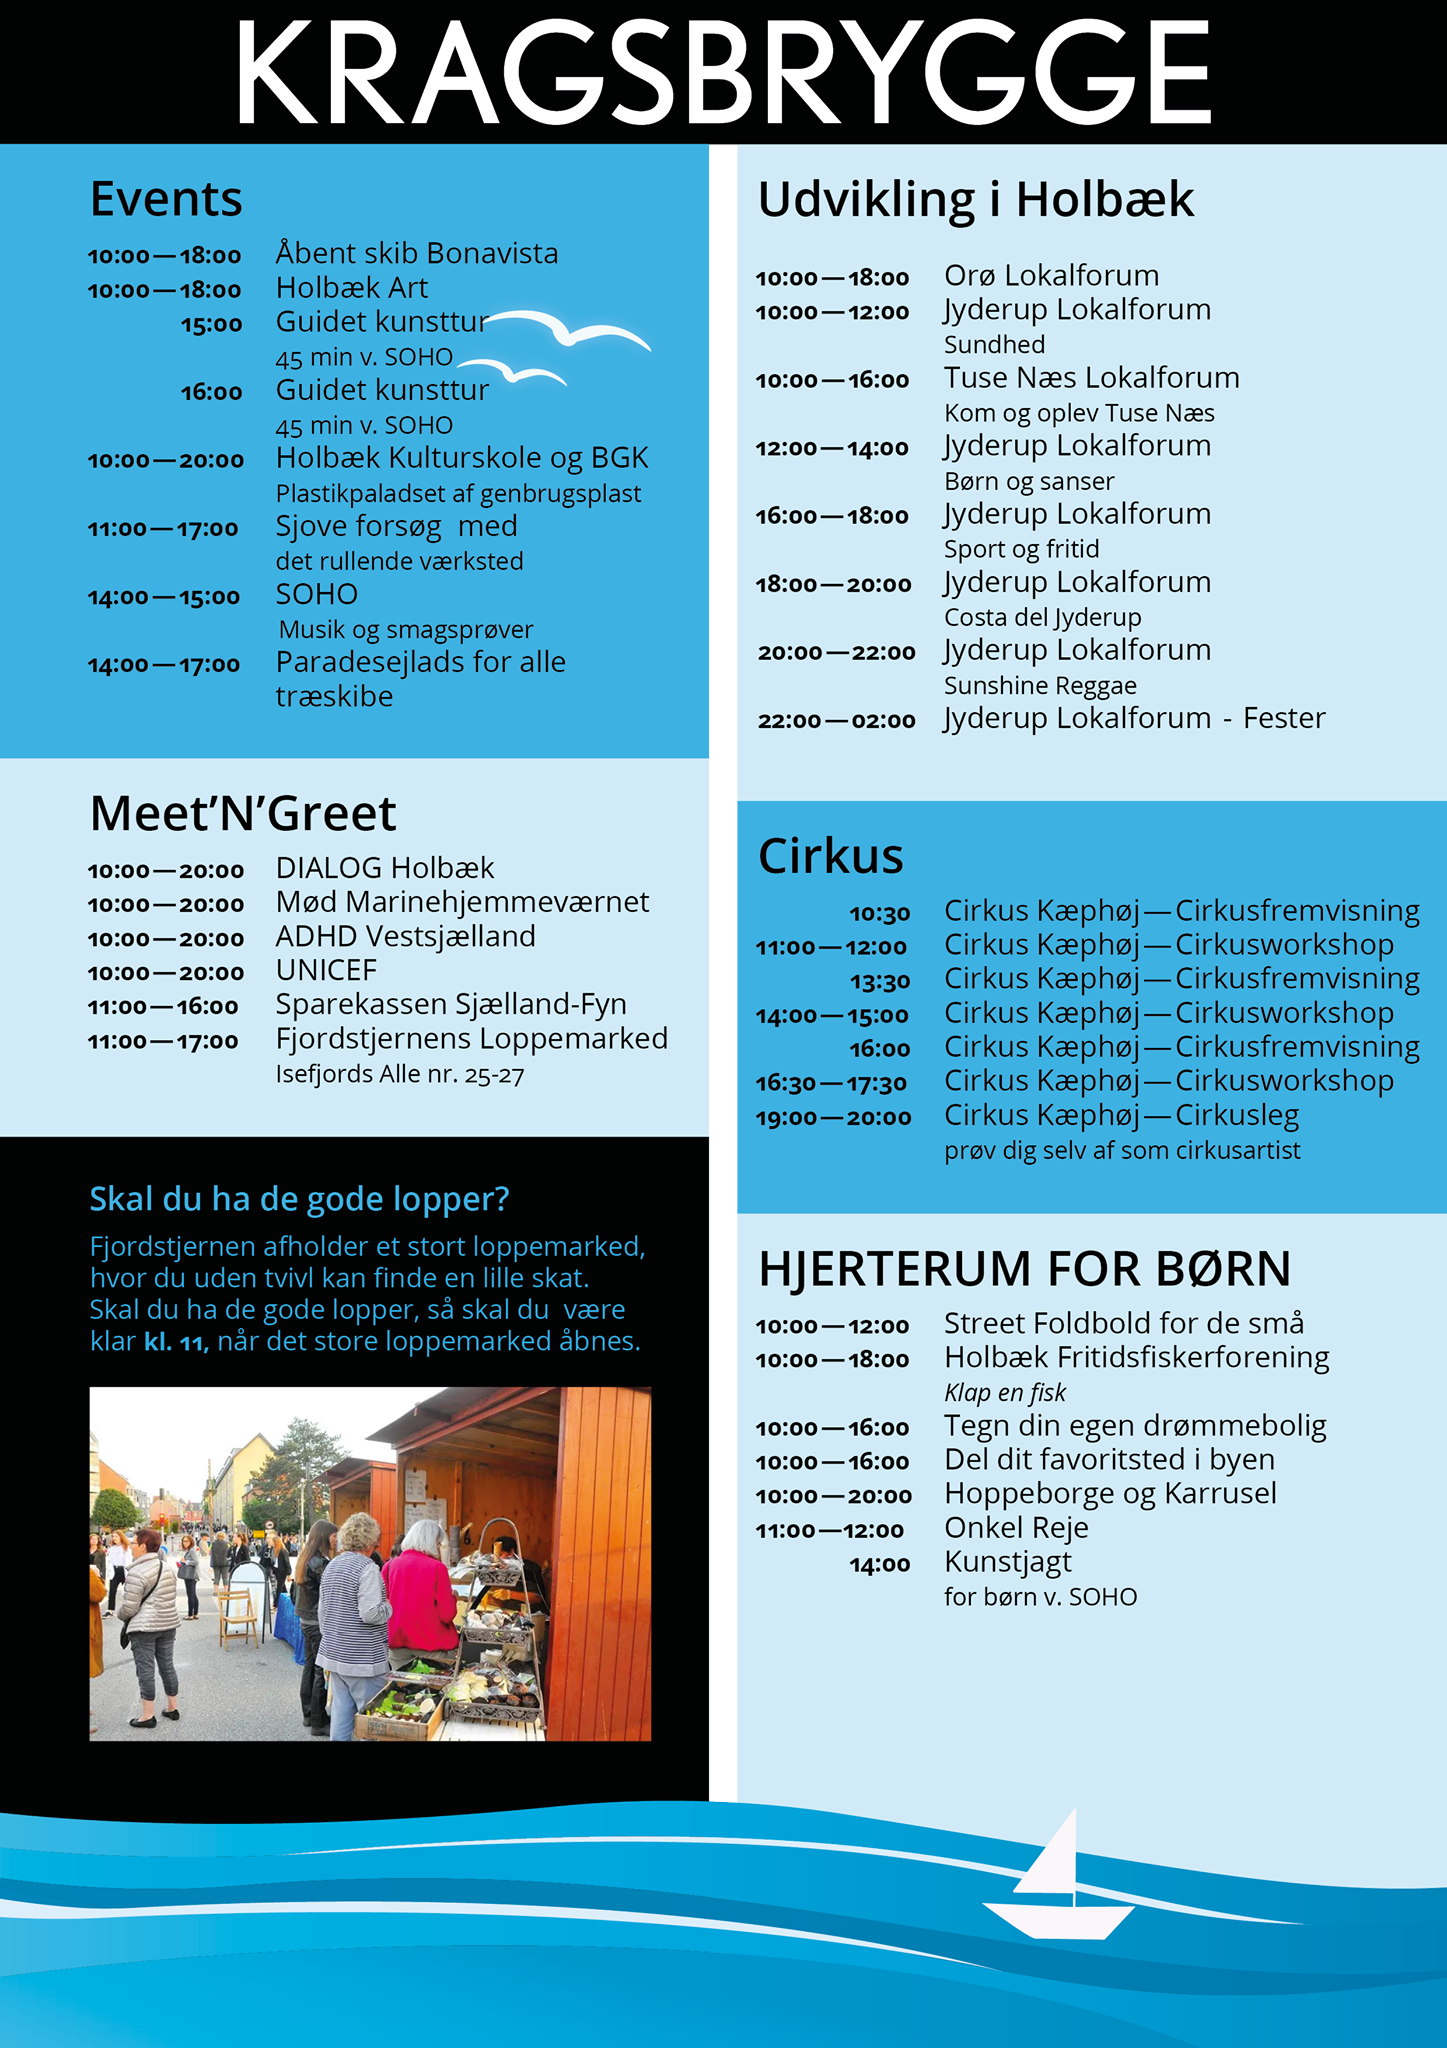 KRAGSBRYGGE
Events
10:00—18:00 Åbent skib Bonavista
10:00—18:00 Holbæk Art
15:00 Guidet kunsttur
45 min v. SOHO
16:00 Guidet kunsttur
45 min v. SOHO
10:00—20:00 Holbæk Kulturskole og BGK
Plastikpaladset af genbrugsplast
11:00—17:00 Sjove forsøg med
det rullende værksted
14:00—15:00 SOHO
Musik og smagsprøver
14:00—17:00 Paradesejlads for alle
træskibe
Meet’N’Greet
10:00—20:00 DIALOG Holbæk
10:00—20:00 Mød Marinehjemmeværnet
10:00—20:00 ADHD Vestsjælland
10:00—20:00 UNICEF
11:00—16:00 Sparekassen Sjælland-Fyn
11:00—17:00 Fjordstjernens Loppemarked
Isefjords Alle nr. 25-27
Skal du ha de gode lopper?
Fjordstjernen afholder et stort loppemarked,
hvor du uden tvivl kan finde en lille skat.
Skal du ha de gode lopper, så skal du være
klar kl. 11, når det store loppemarked åbnes.
Udvikling i Holbæk
10:00—18:00 Orø Lokalforum
10:00—12:00 Jyderup Lokalforum
Sundhed
10:00—16:00 Tuse Næs Lokalforum
Kom og oplev Tuse Næs
12:00—14:00 Jyderup Lokalforum
Børn og sanser
16:00—18:00 Jyderup Lokalforum
Sport og fritid
18:00—20:00 Jyderup Lokalforum
Costa del Jyderup
20:00—22:00 Jyderup Lokalforum
Sunshine Reggae
22:00—02:00 Jyderup Lokalforum - Fester
Cirkus
10:30 Cirkus Kæphøj—Cirkusfremvisning
11:00—12:00 Cirkus Kæphøj—Cirkusworkshop
13:30 Cirkus Kæphøj—Cirkusfremvisning
14:00—15:00 Cirkus Kæphøj—Cirkusworkshop
16:00 Cirkus Kæphøj—Cirkusfremvisning
16:30—17:30 Cirkus Kæphøj—Cirkusworkshop
19:00—20:00 Cirkus Kæphøj—Cirkusleg
prøv dig selv af som cirkusartist
HJERTERUM FOR BØRN
10:00—12:00 Street Foldbold for de små
10:00—18:00 Holbæk Fritidsfiskerforening
Klap en fisk
10:00—16:00 Tegn din egen drømmebolig
10:00—16:00 Del dit favoritsted i byen
10:00—20:00 Hoppeborge og Karrusel
11:00—12:00 Onkel Reje
14:00 Kunstjagt
for børn v. SOHO